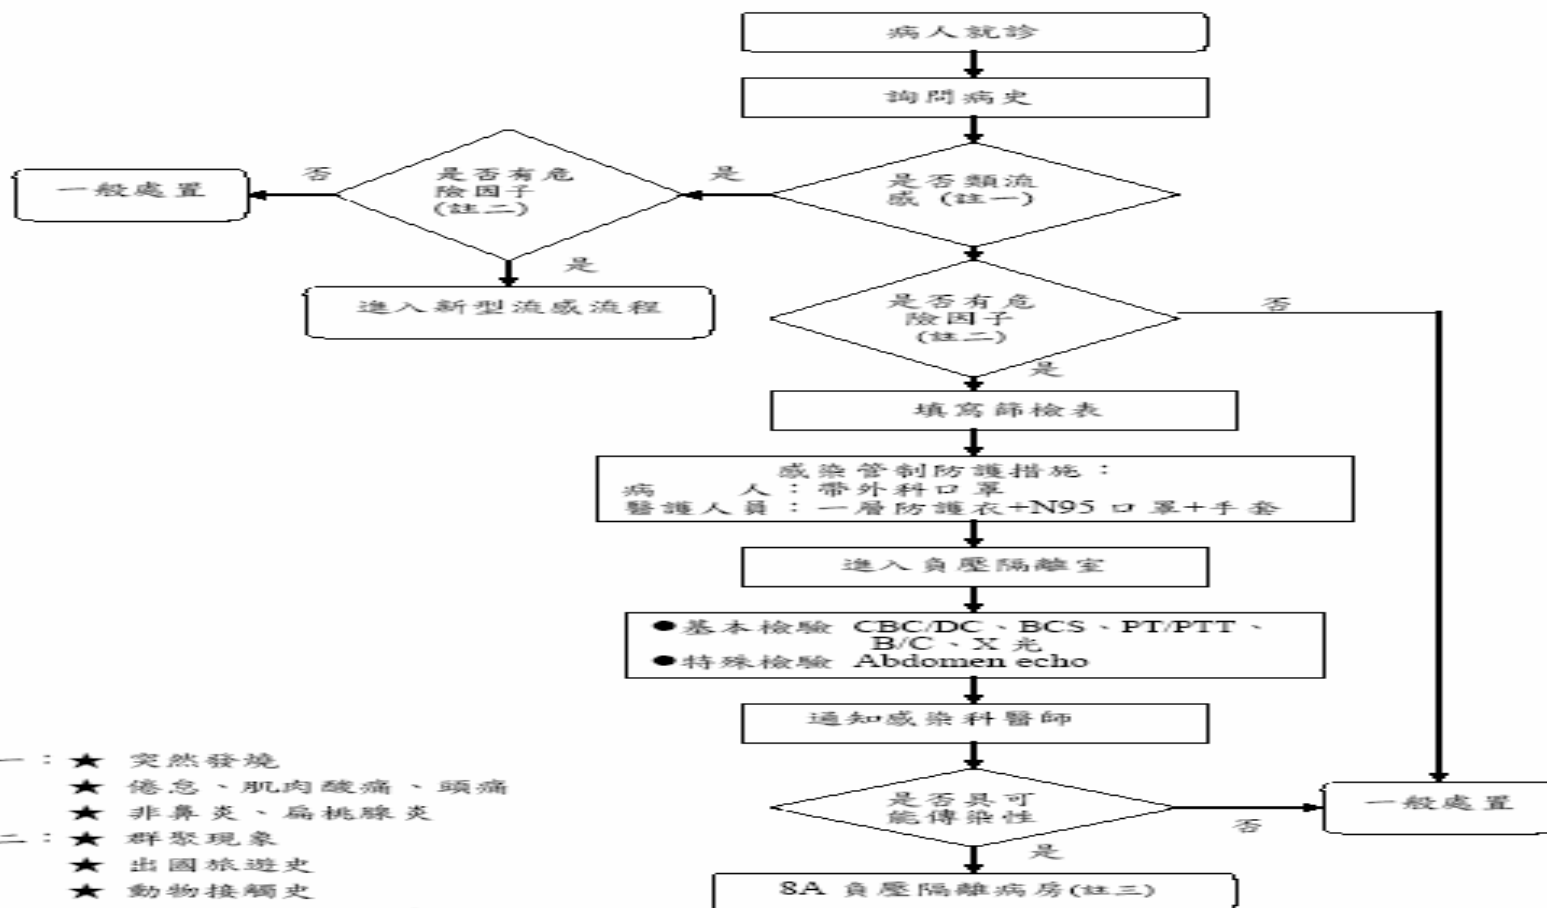 病人就診
詢問病史
是否類流
感 (註一)
是
是否有危
險因子
(註二)
否
一般處置
是
進入新型流感流程
是否有危
險因子
(註二)
否
是
填寫篩檢表
感染管制防護措施：
病　　人：帶外科口罩
醫護人員：一層防護衣+N95 口罩+手套
進入負壓隔離室
●基本檢驗 CBC/DC、BCS、PT/PTT、
B/C、X 光
●特殊檢驗 Abdomen echo
通知感染科醫師
是否具可
能傳染性
否
一般處置
是
8A 負壓隔離病房(註三)
一：★ 突然發燒
★ 倦怠、肌肉酸痛、頭痛
★ 非鼻炎、扁桃腺炎
二：★ 群聚現象
★ 出國旅遊史
★ 動物接觸史